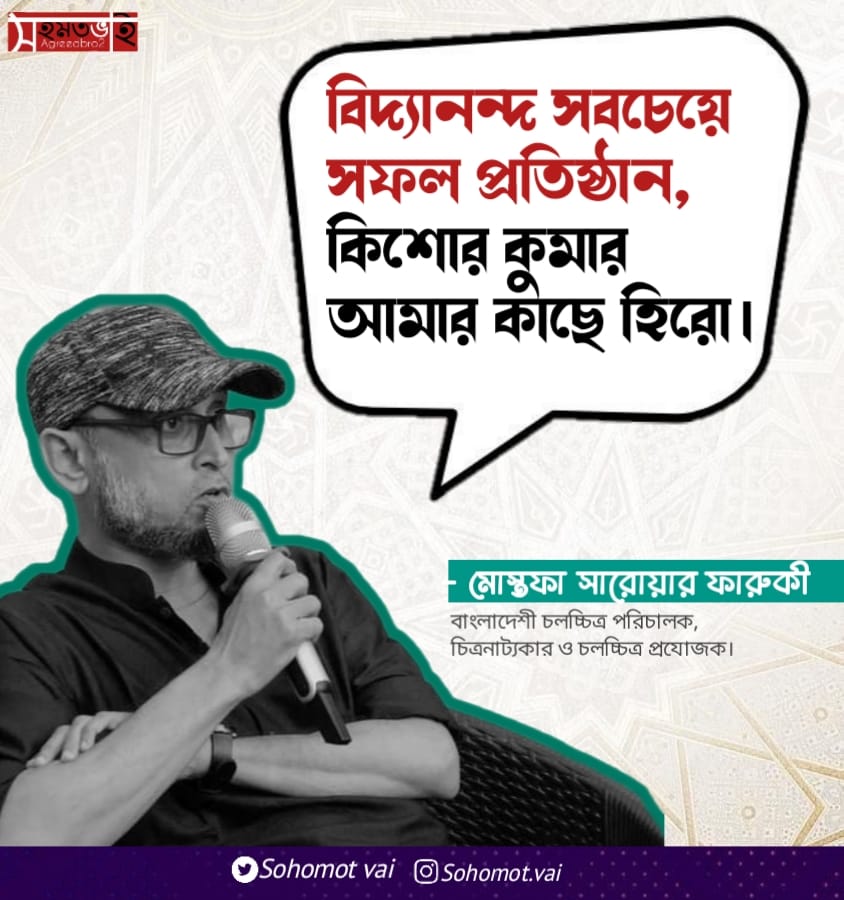 সহমতভাই
Agreeabro2
বিদ্যানন্দ সবচেয়ে
সফল প্রতিষ্ঠান,
কিশোর কুমার
আমার কাছে হিরো।
- মোস্তফা সারোয়ার ফারুকী
বাংলাদেশী চলচ্চিত্র পরিচালক,
চিত্রনাট্যকার ও চলচ্চিত্র প্রযোজক।
Sohomot vai Sohomot.vai